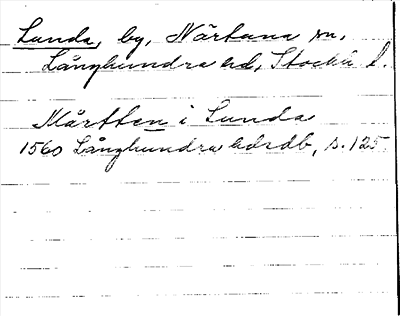 Lunda, by, Närtuna sn,
Långhundra hd, Stockh l.
Mårtten i Lunda
1560 Långhundra hdrdb, s. 125.